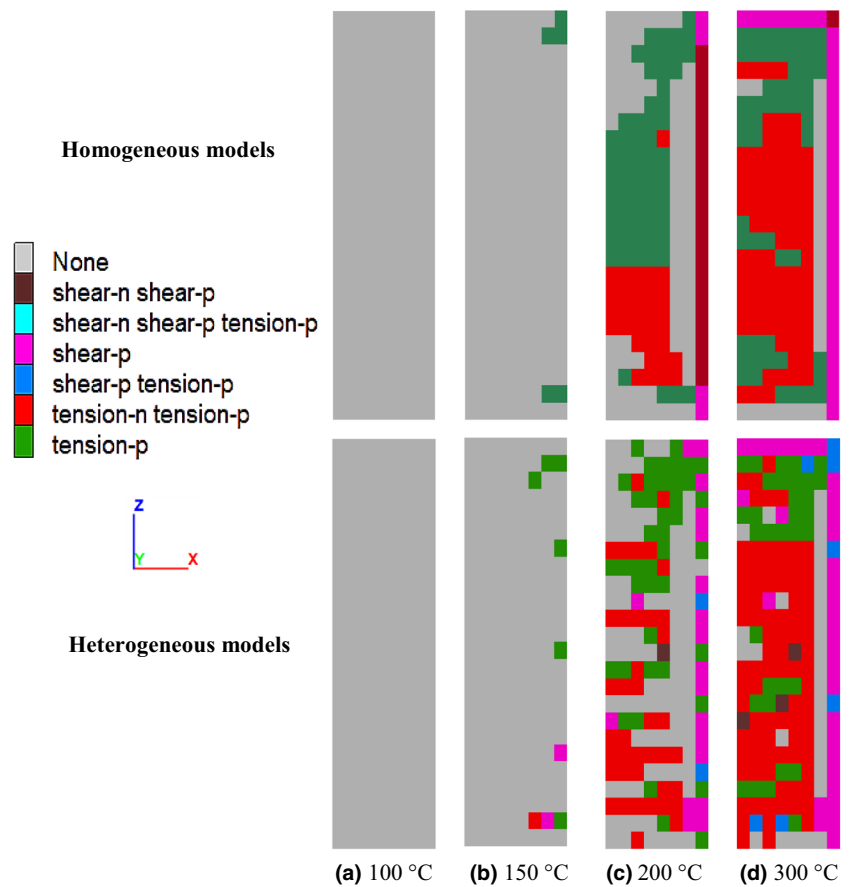 Homogeneous models
None
shear-n shear-p
shear-n shear-p tension-p
shear-p
shear-p tension-p
tension-n tension-p
tension-p
Z
Y
X
Heterogeneous models
(a) 100 °C
(b) 150 °C
(c) 200 °C
(d) 300 °C